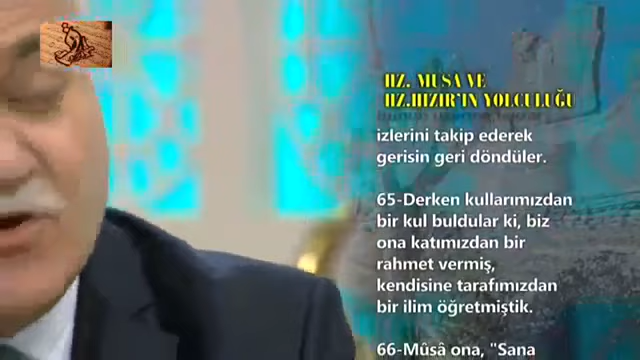 HZ. MUSA VE
HZ.HIZIR'IN YOLCULUĞU
izlerini takip ederek
gerisin geri döndüler.
65-Derken kullarımızdan
bir kul buldular ki, biz
ona katımızdan bir
rahmet vermiş,
kendisine tarafımızdan
bir ilim öğretmiştik.
66-Mûsâ ona, "Sana